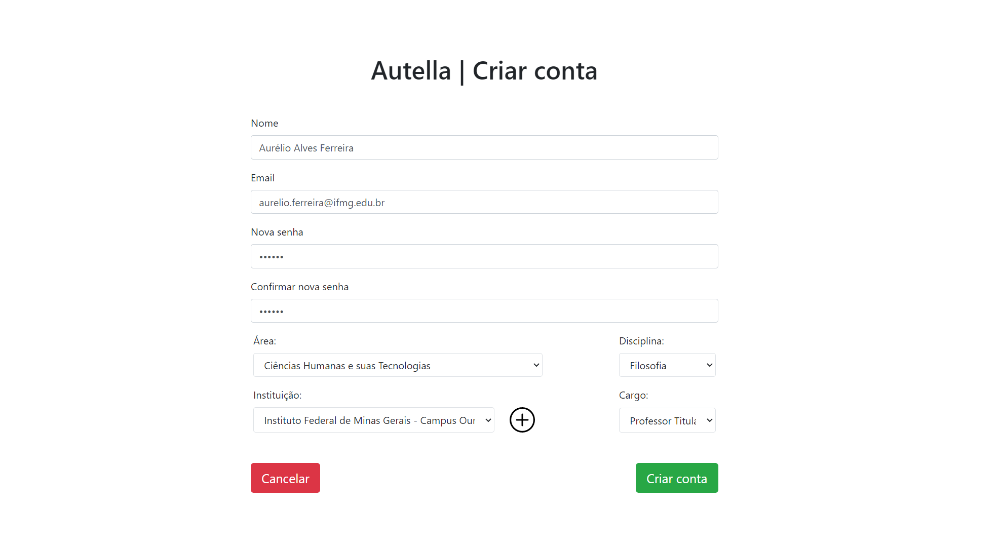 Autella | Criar conta
Nome
Aurélio Alves Ferreira
Email
aurelio.ferreira@ifmg.edu.br
Nova senha
••••••
Confirmar nova senha
••••••
Área: Disciplina:
Ciências Humanas e suas Tecnologias Filosofia
Instituição: Cargo:
Instituto Federal de Minas Gerais - Campus Our Professor Titula
Cancelar Criar conta